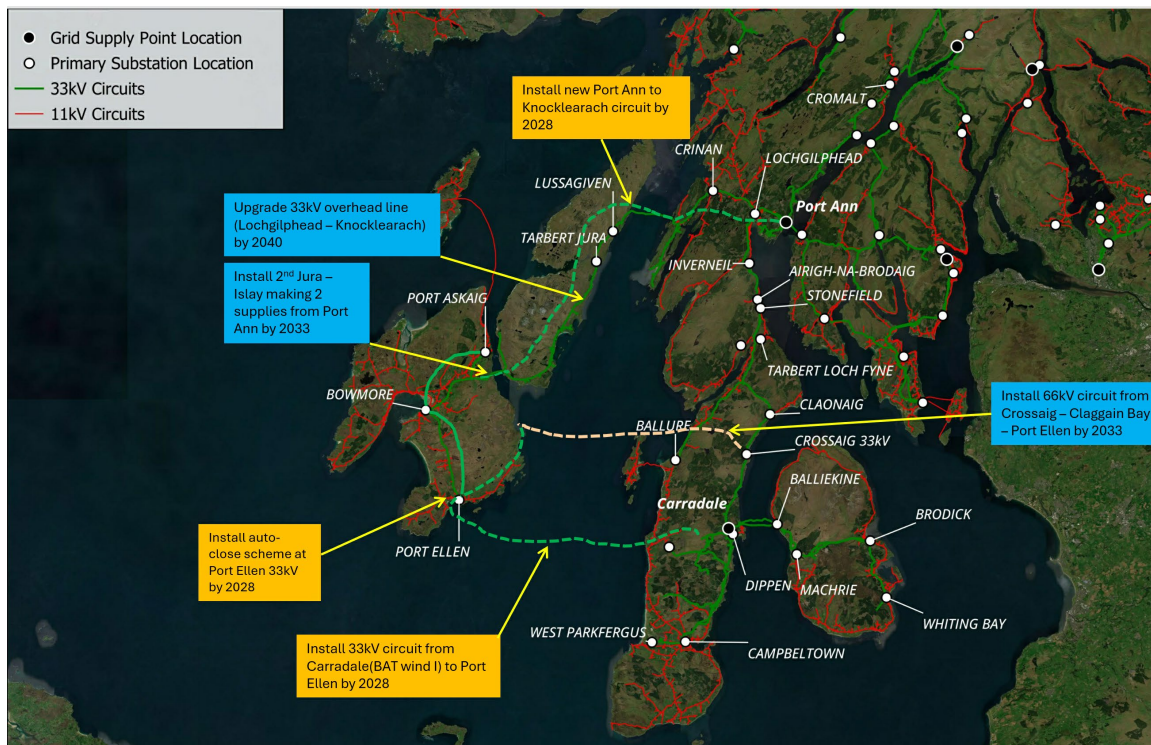 Grid Supply Point Location
Primary Substation Location
33kV Circuits
11kV Circuits
Install new Port Ann to
Knocklearach circuit by
2028
CROMALT
CRINAN
LOCHGILPHEAD
LUSSAGIVEN
Port Ann
Upgrade 33kV overhead line
(Lochgilphead – Knocklearach)
by 2040
TARBERT JURA
INVERNEIL
AIRIGH-NA-BRODAIG
STONEFIELD
Install 2nd Jura –
Islay making 2
supplies from Port
Ann by 2033
PORT ASKAIG
TARBERT LOCH FYNE
BOWMORE
CLAONAIG
Install 66kV circuit from
Crossaig – Claggain Bay
– Port Ellen by 2033
BALLURE
CROSSAIG 33kV
BALLIEKINE
Carradale
BRODICK
Install auto-
close scheme at
Port Ellen 33kV
by 2028
PORT ELLEN
DIPPEN
MACHRIE
WHITING BAY
WEST PARKFERGUS
CAMPBELTOWN
Install 33kV circuit from
Carradale(BAT wind I) to Port
Ellen by 2028